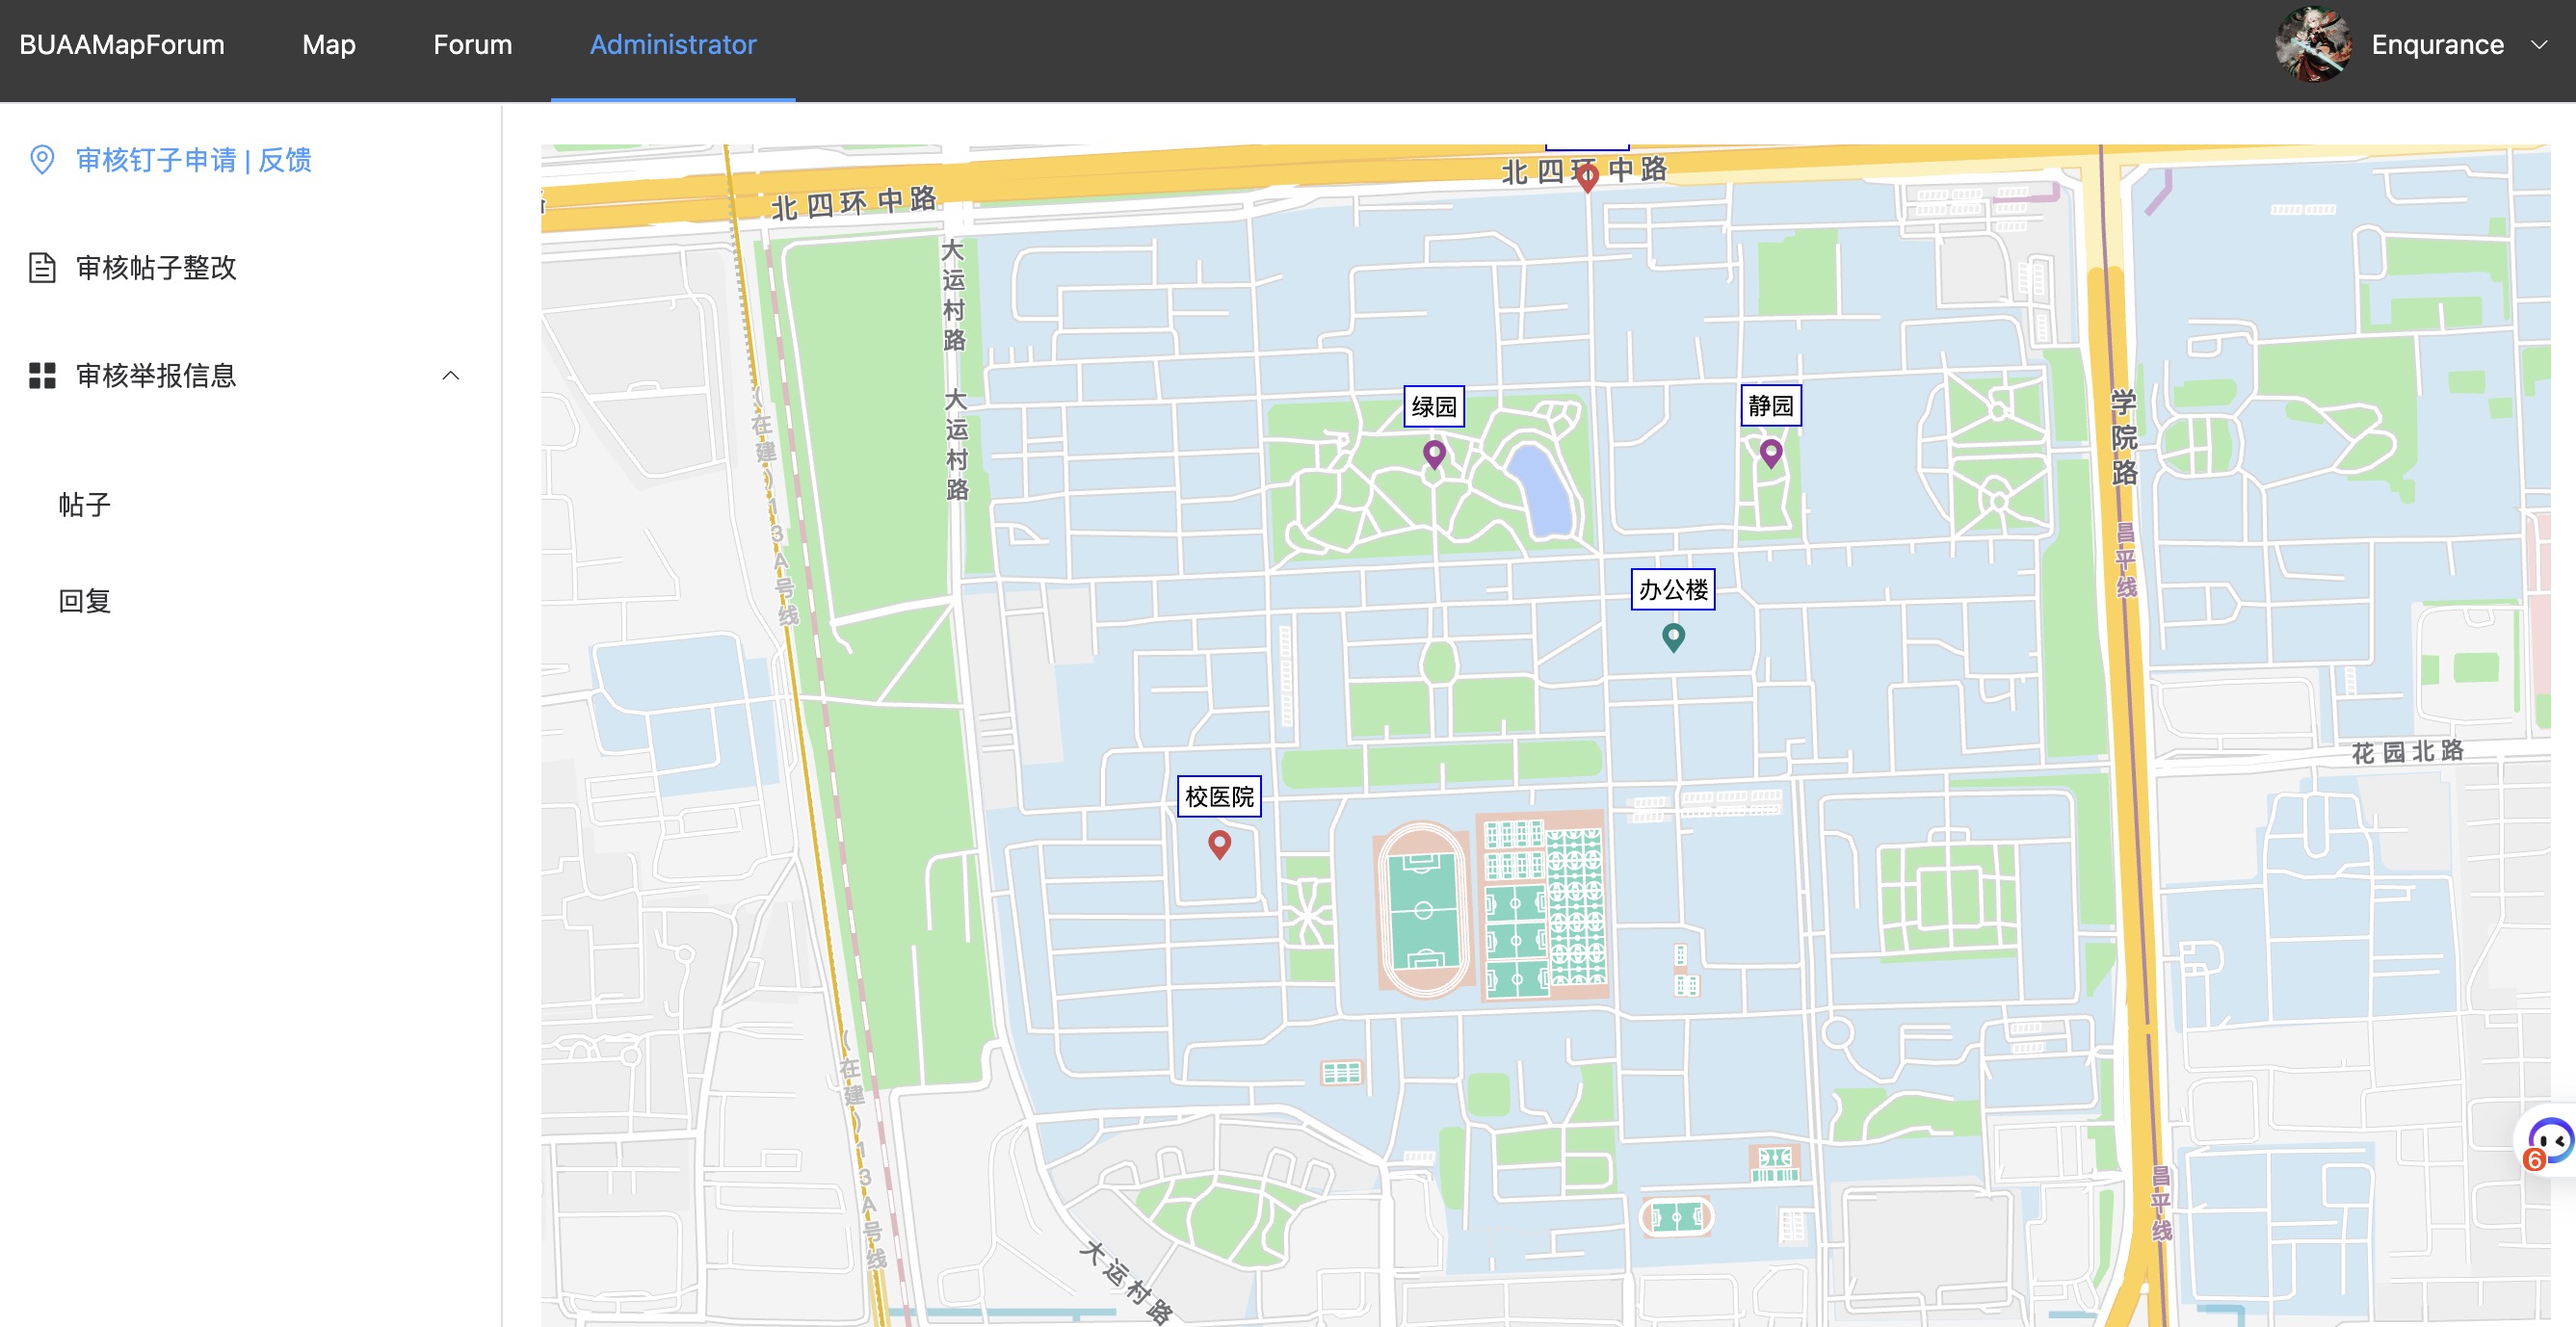 BUAAMapForum
Map
Forum
Administrator
Enqurance
审核钉子申请 | 反馈
审核帖子整改
审核举报信息
帖子
回复
北四环中路
北四环中路
大运村路
大运村路
绿园
静园
学院路
昌平线
(在建)13A号线
办公楼
花园北路
校医院
(在建)13A号线
大运村路
昌平线
6